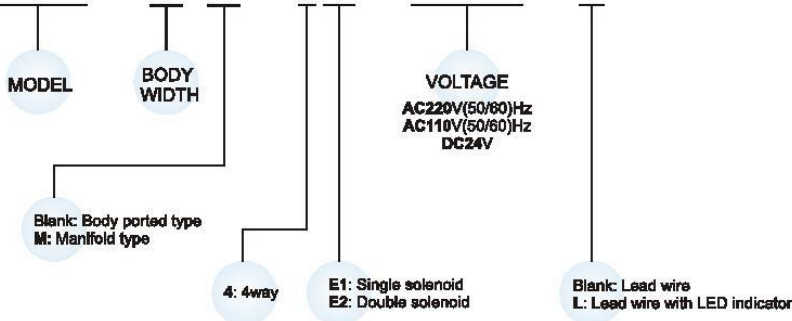 MODEL
BODY
WIDTH
VOLTAGE
AC220V(50/60)Hz
AC110V(50/60)Hz
DC24V
Blank: Body ported type
M: Manifold type
4: 4way
E1: Single solenoid
E2: Double solenoid
Blank: Lead wire
L: Lead wire with LED indicator